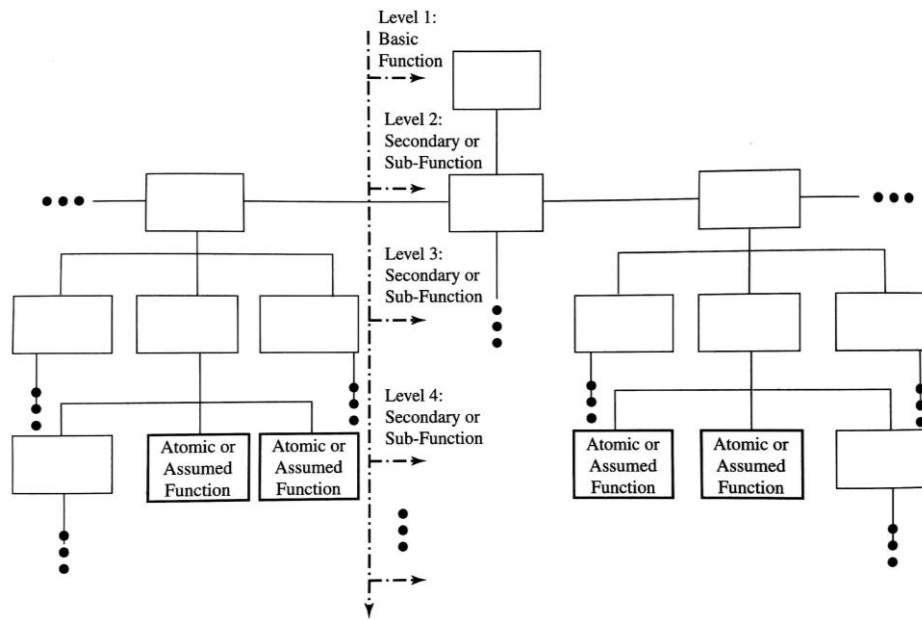 Level 1:
Basic
Function
Level 2:
Secondary or
Sub-Function
Level 3:
Secondary or
Sub-Function
Level 4:
Secondary or
Sub-Function
Atomic or
Assumed
Function
Atomic or
Assumed
Function
Atomic or
Assumed
Function
Atomic or
Assumed
Function